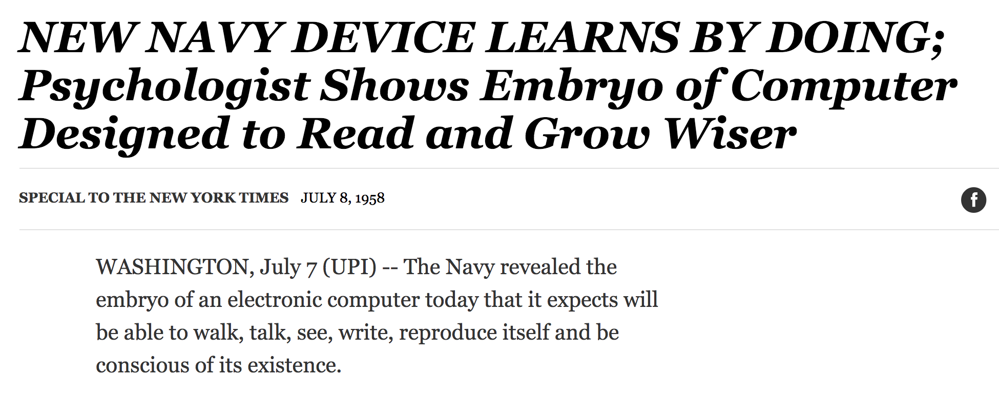 NEW NAVY DEVICE LEARNS BY DOING;
Psychologist Shows Embryo of Computer
Designed to Read and Grow Wiser
SPECIAL TO THE NEW YORK TIMES JULY 8, 1958
f
WASHINGTON, July 7 (UPI) -- The Navy revealed the
embryo of an electronic computer today that it expects will
be able to walk, talk, see, write, reproduce itself and be
conscious of its existence.